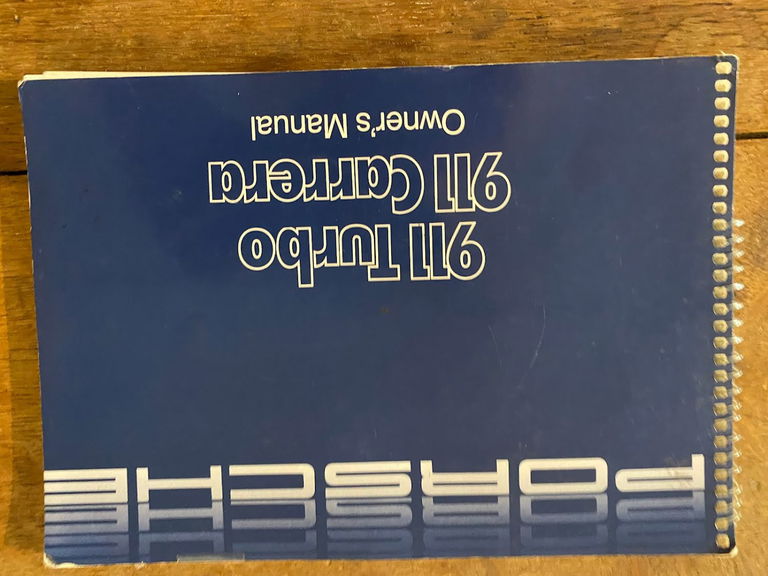 PORSCHE
911 Turbo
911 Carrera
Owner's Manual